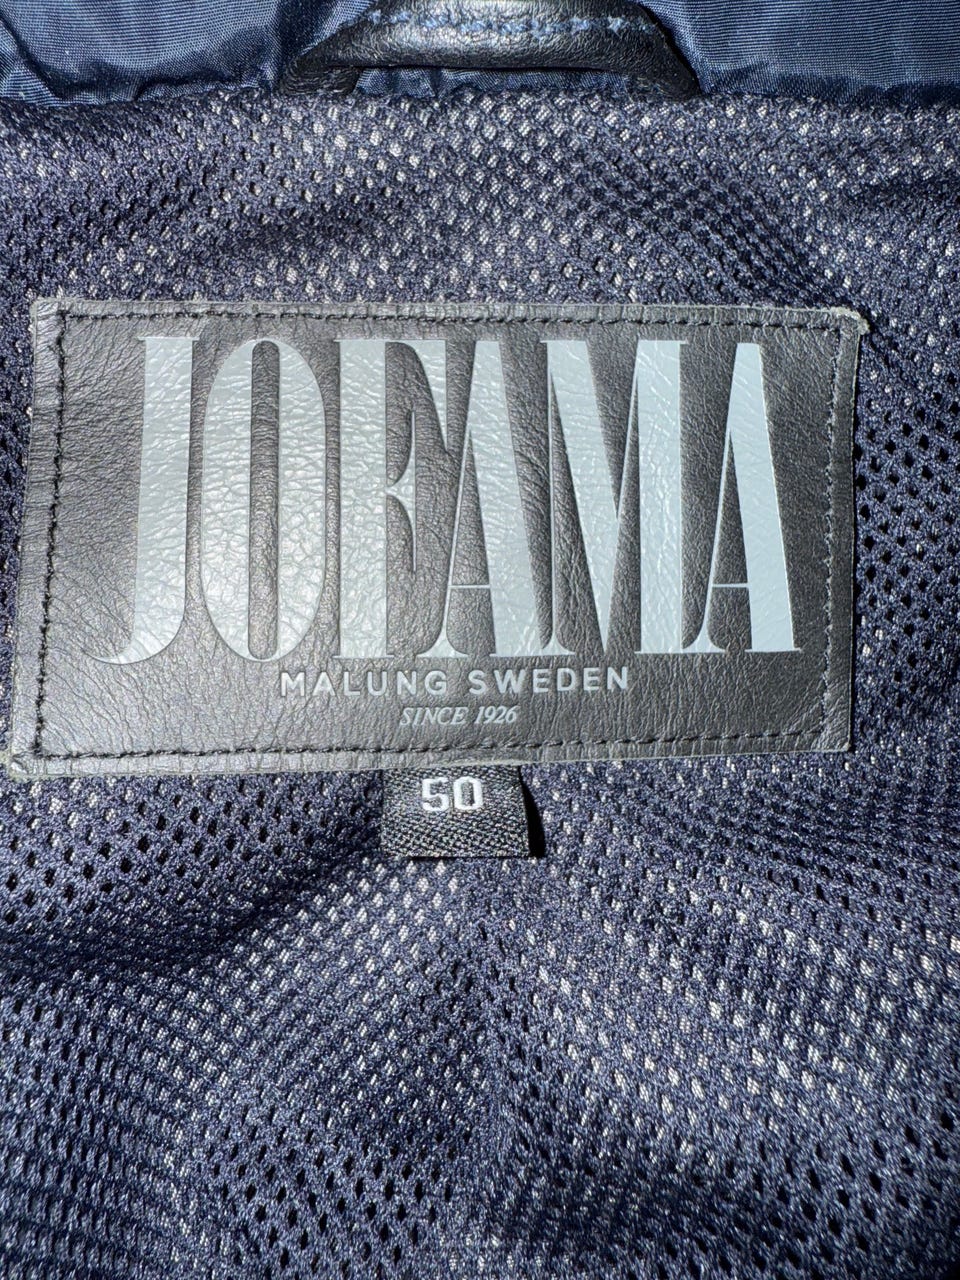 JOFAMA
MALUNG SWEDEN
SINCE 1926
50